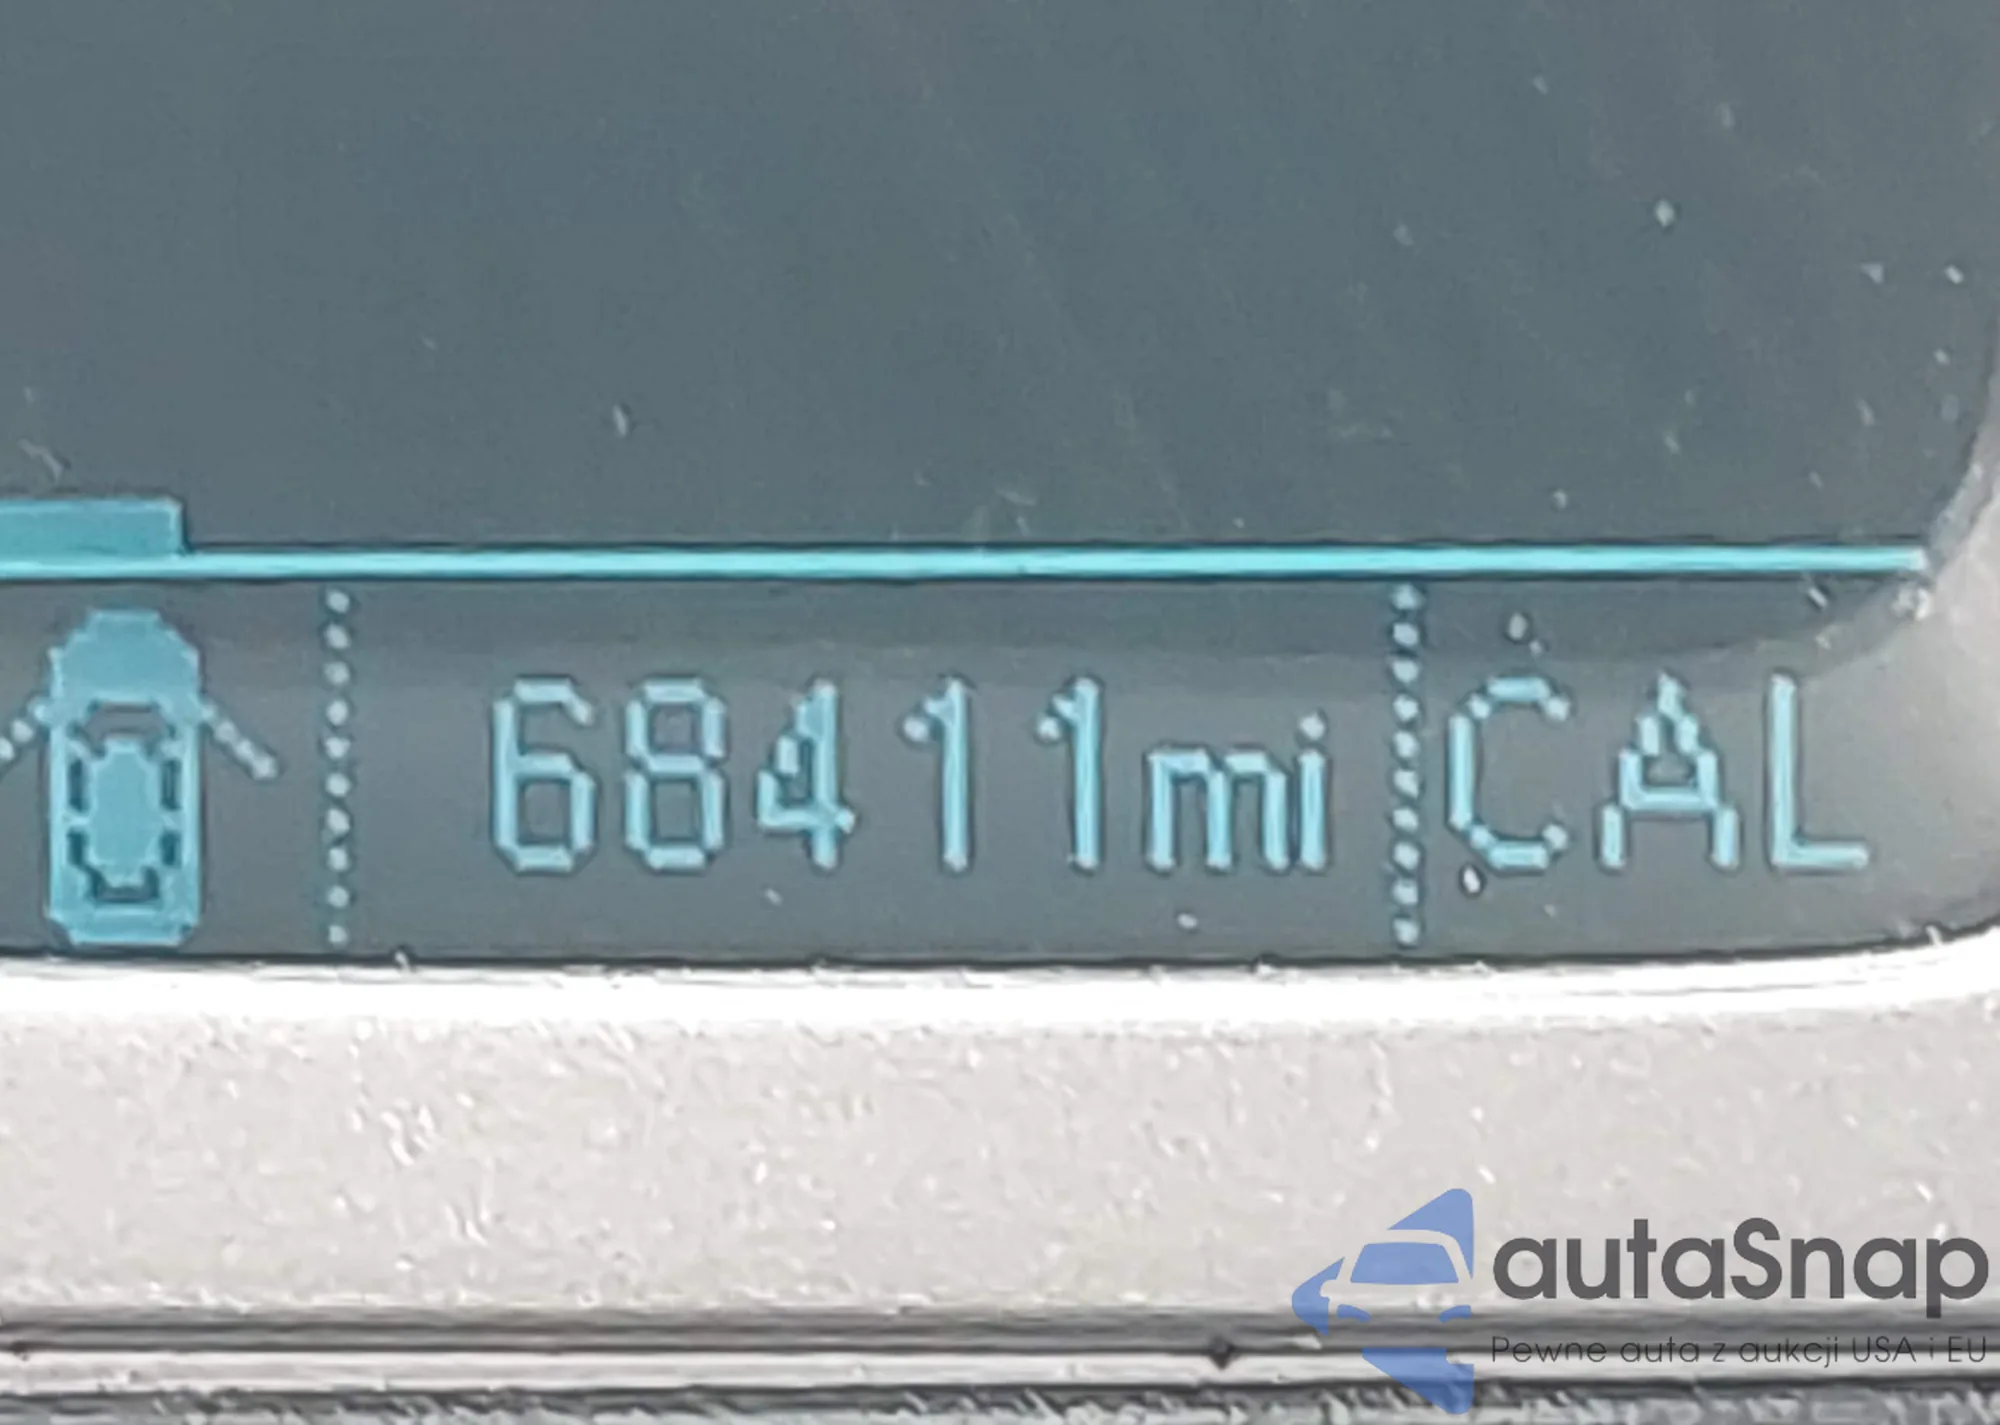 68411mi CAL
autaSnap
Pewne auta z aukcji USA i EU